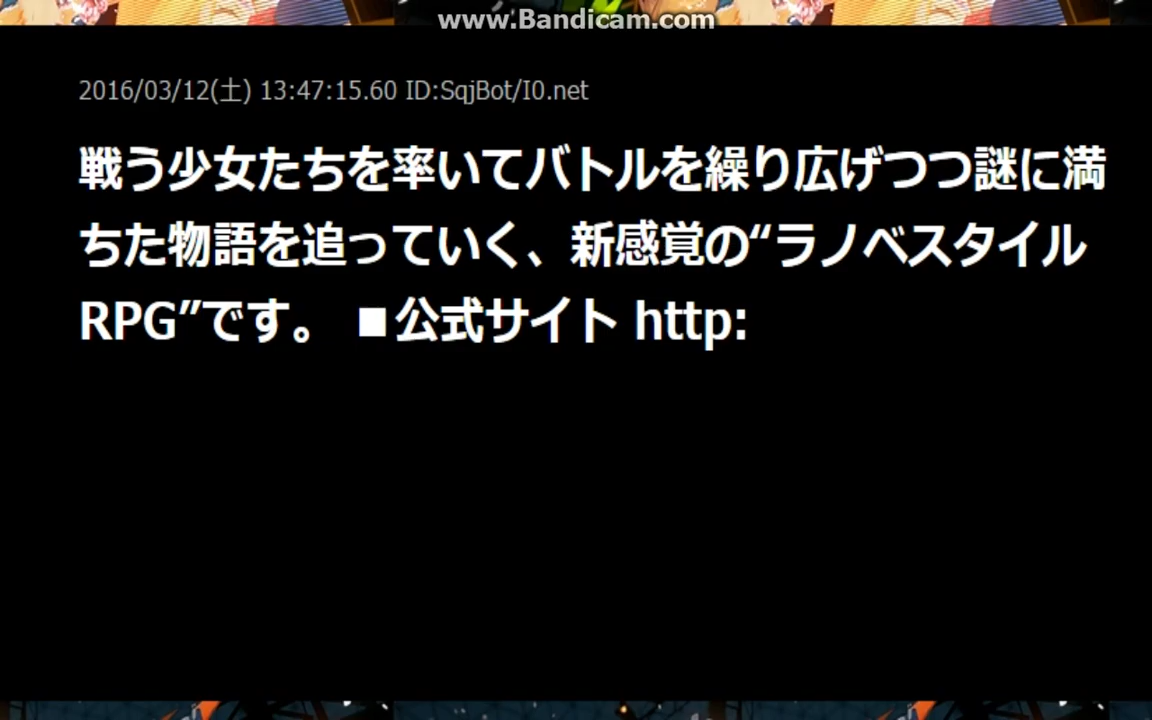 www.Bandicam.com
2016/03/12(土) 13:47:15.60 ID:SqjBot/I0.net
戦う少女たちを率いてバトルを繰り広げつつ謎に満
ちた物語を追っていく、新感覚の“ラノベスタイル
RPG”です。 ■公式サイト http: